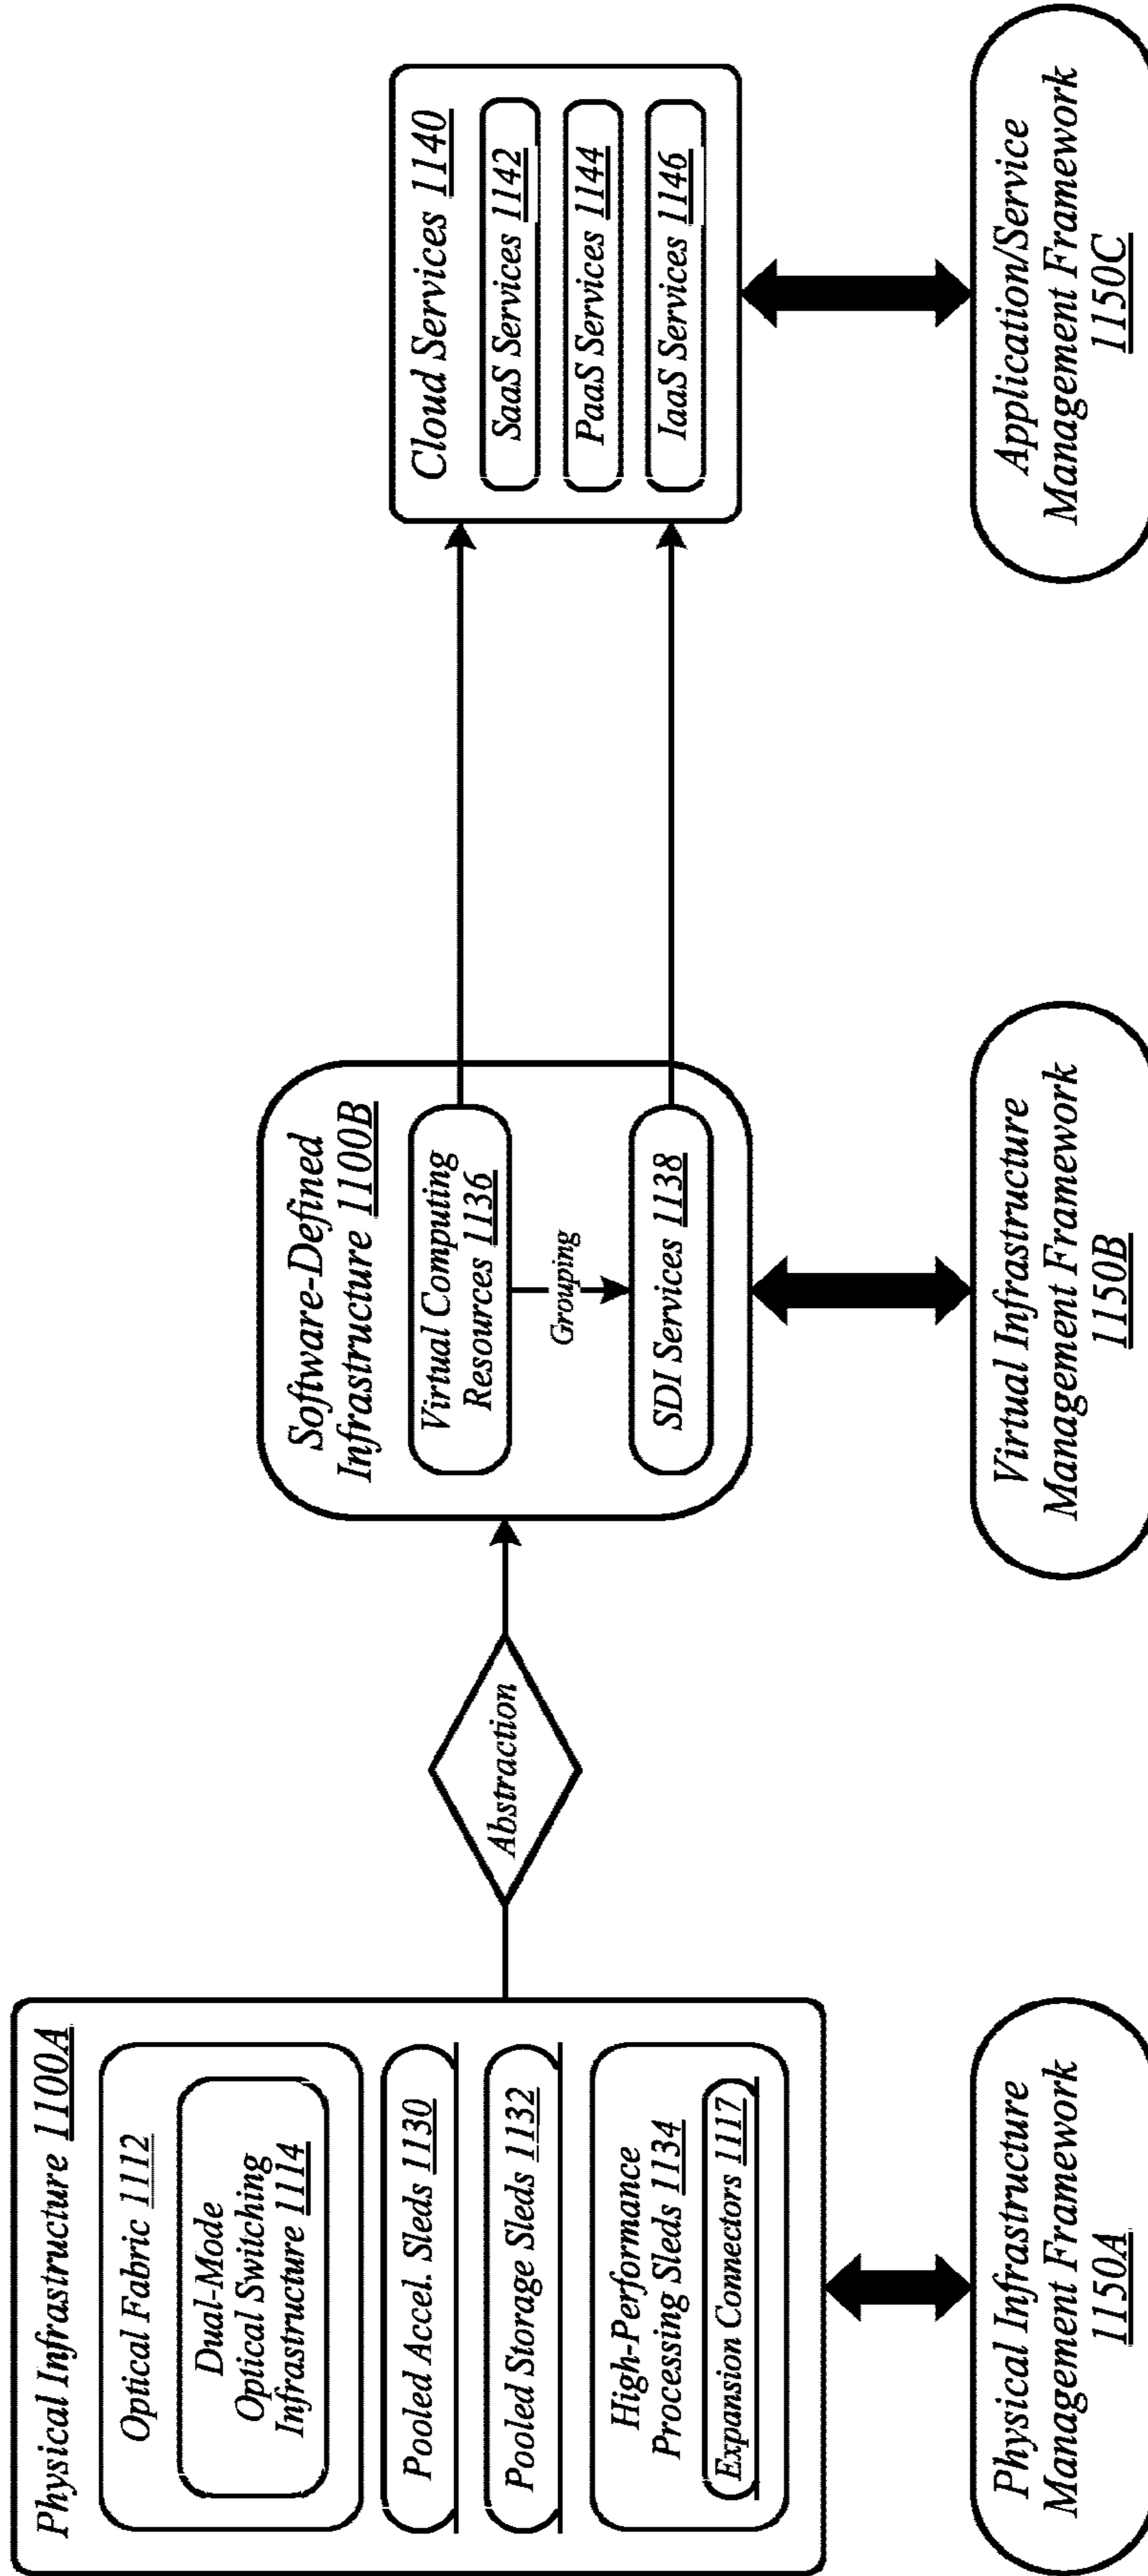 Physical Infrastructure 1100A
Optical Fabric 1112
Dual-Mode
Optical Switching
Infrastructure 1114
Pooled Accel. Sleds 1130
Pooled Storage Sleds 1132
High-Performance
Processing Sleds 1134
Expansion Connectors 1117
Physical Infrastructure
Management Framework
1150A
Abstraction
Software-Defined
Infrastructure 1100B
Virtual Computing
Resources 1136
Grouping
SDI Services 1138
Virtual Infrastructure
Management Framework
1150B
Cloud Services 1140
SaaS Services 1142
PaaS Services 1144
IaaS Services 1146
Application/Service
Management Framework
1150C